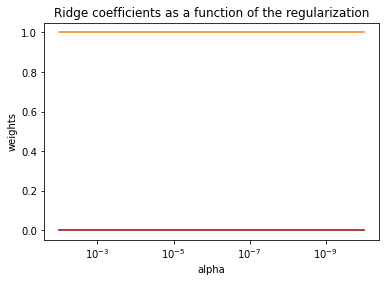 Ridge coefficients as a function of the regularization
1.0
0.8
0.6
0.4
0.2
0.0
weights
10⁻³ 10⁻⁵ 10⁻⁷ 10⁻⁹
alpha